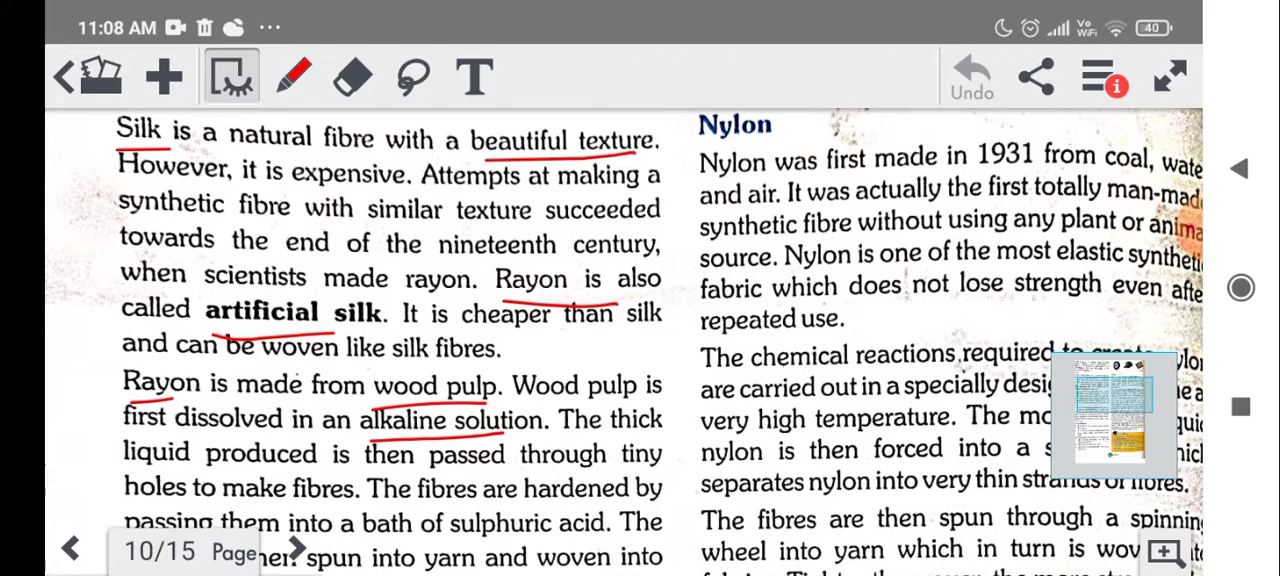 11:08 AM
Vo
WiFi
40
T
Undo
i
Silk is a natural fibre with a beautiful texture.
However, it is expensive. Attempts at making a
synthetic fibre with similar texture succeeded
towards the end of the nineteenth century,
when scientists made rayon. Rayon is also
called artificial silk. It is cheaper than silk
and can be woven like silk fibres.
Rayon is made from wood pulp. Wood pulp is
first dissolved in an alkaline solution. The thick
liquid produced is then passed through tiny
holes to make fibres. The fibres are hardened by
passing them into a bath of sulphuric acid. The
spun into yarn and woven into
10/15 Page
Nylon
Nylon was first made in 1931 from coal, wate
and air. It was actually the first totally man-mad
synthetic fibre without using any plant or anima
source. Nylon is one of the most elastic syntheti
fabric which does not lose strength even afte
repeated use.
The chemical reactions required to create nylon
are carried out in a specially desi
very high temperature. The mo
nylon is then forced into a s
separates nylon into very thin strands of fibres.
The fibres are then spun through a spinning
wheel into yarn which in turn is wov